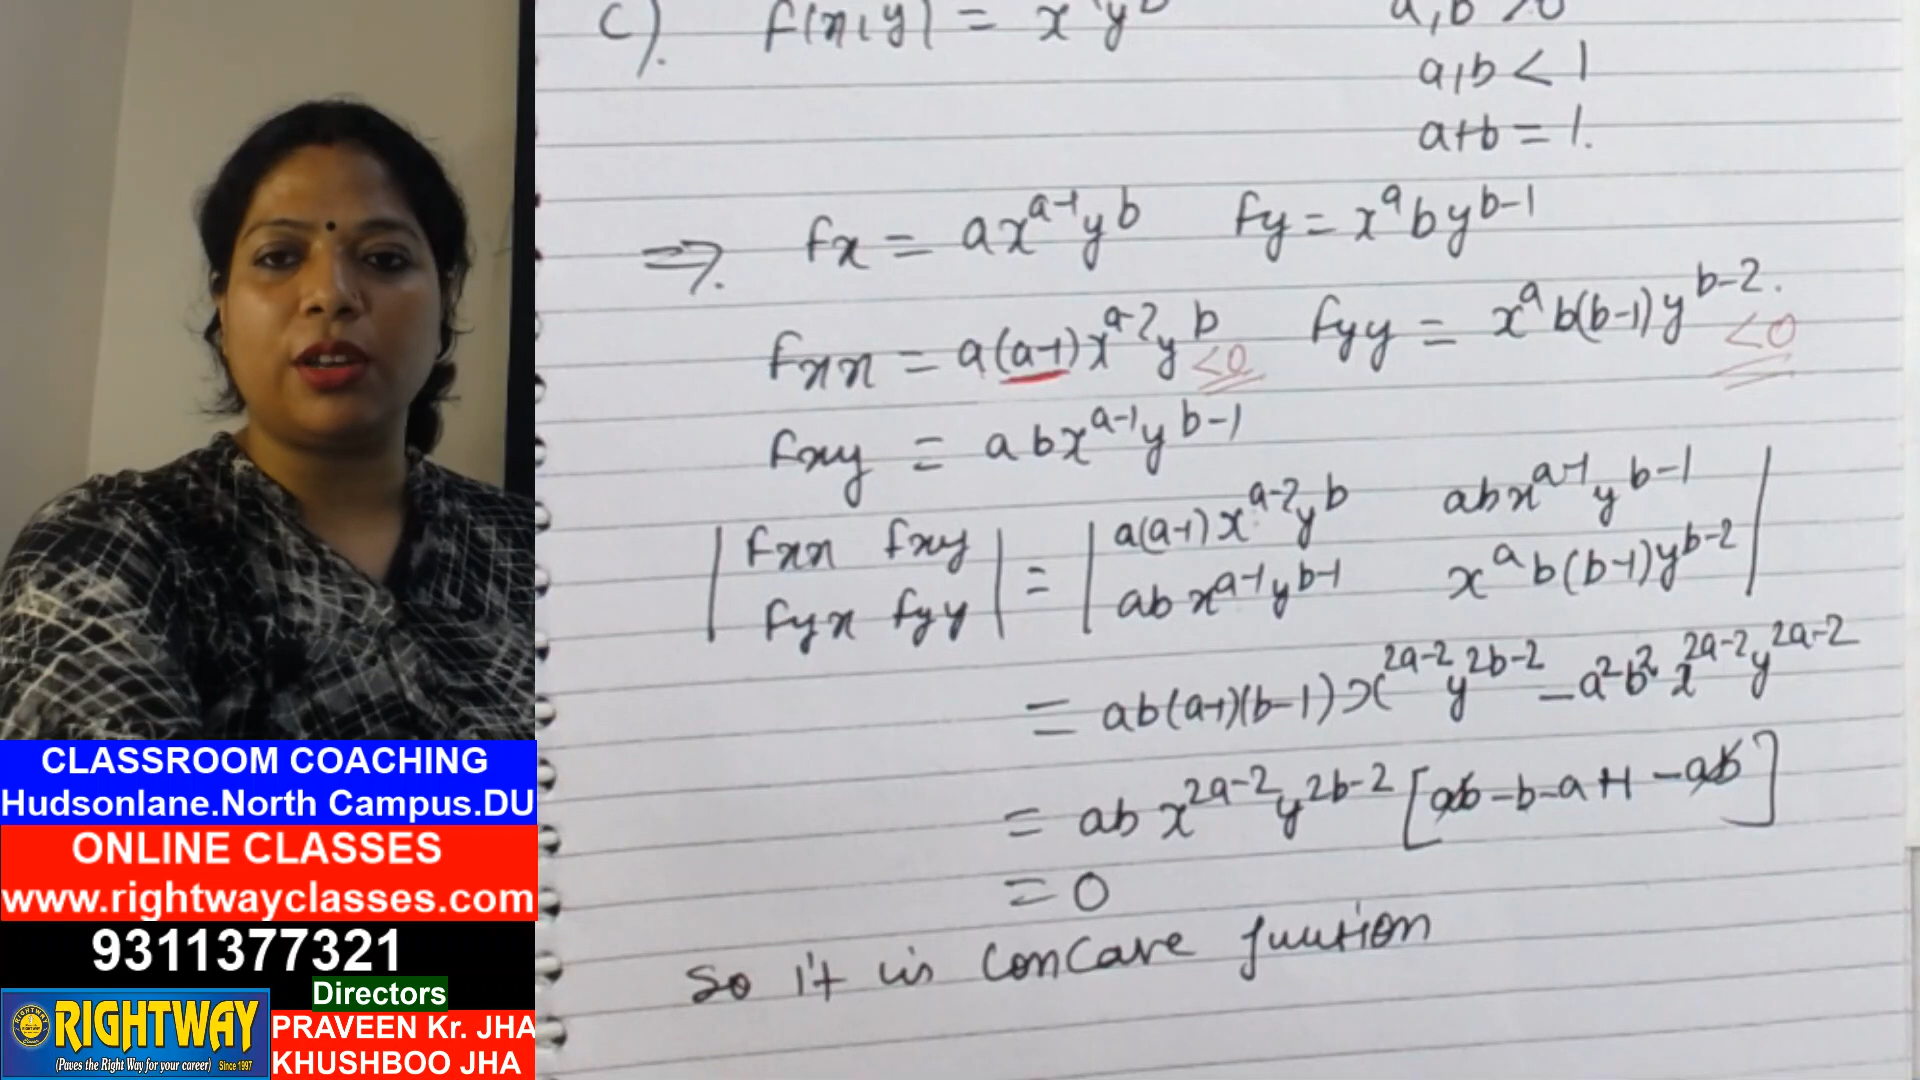 c). f(x,y) = x^a y^b a,b >0
a,b < 1
a+b = 1.
⇒. fx = ax^{a-1}y^b fy = x^a b y^{b-1}
fxx = a(a-1)x^{a-2}y^b <0 fyy = x^a b(b-1)y^{b-2}. <0
fxy = abx^{a-1}y^{b-1}
| fxx fxy | = | a(a-1)x^{a-2}y^b abx^{a-1}y^{b-1} |
| fyx fyy | | abx^{a-1}y^{b-1} x^a b(b-1)y^{b-2} |
= ab(a-1)(b-1)x^{2a-2}y^{2b-2} - a^2b^2 x^{2a-2}y^{2a-2}
= ab x^{2a-2}y^{2b-2} [ab-b-a+1-ab]
= 0
So it is concave function
CLASSROOM COACHING
Hudsonlane.North Campus.DU
ONLINE CLASSES
www.rightwayclasses.com
9311377321
Directors
PRAVEEN Kr. JHA
KHUSHBOO JHA
RIGHTWAY
(Paves the Right Way for your career) Since 1997